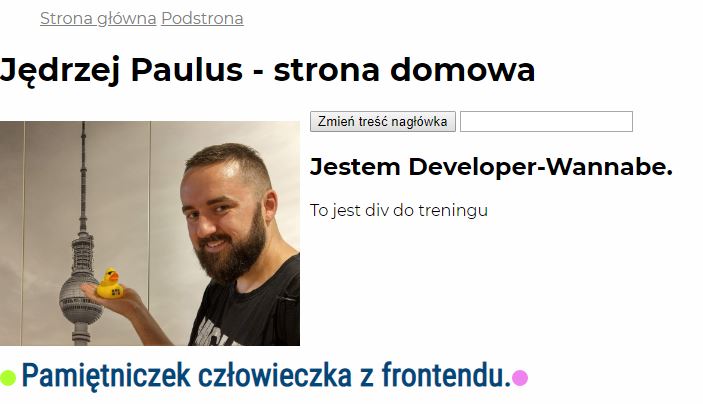 Strona główna Podstrona
Jędrzej Paulus - strona domowa
Zmień treść nagłówka
Jestem Developer-Wannabe.
To jest div do treningu
Pamiętniczek człowieczka z frontendu.